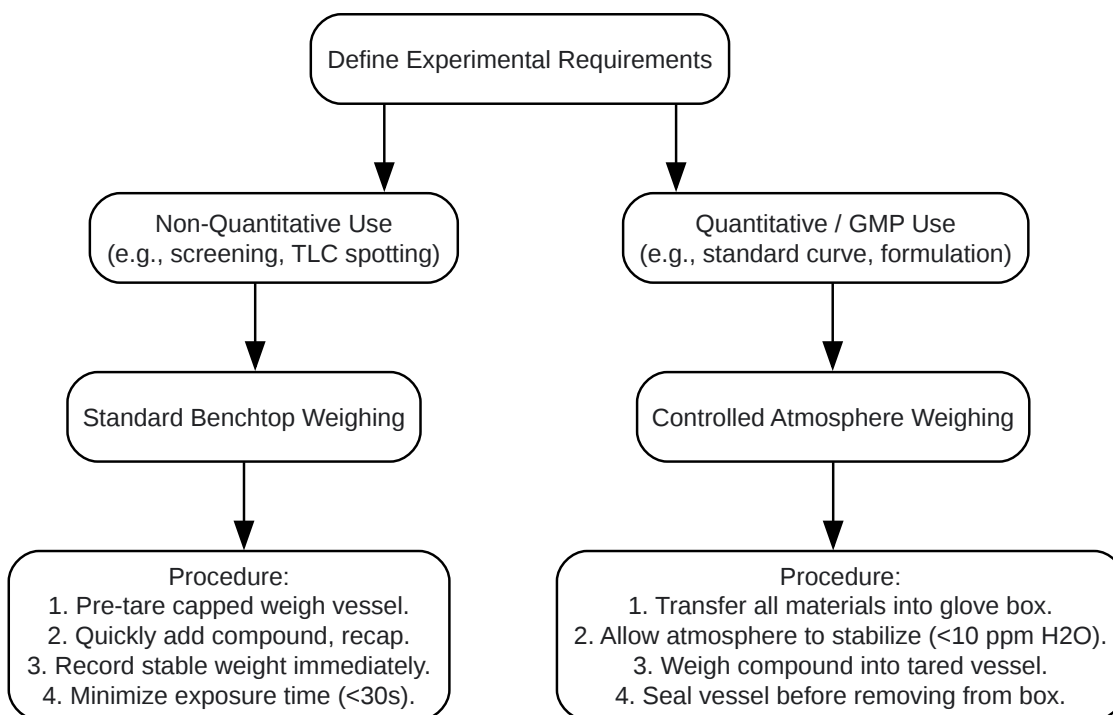 Define Experimental Requirements
Non-Quantitative Use
(e.g., screening, TLC spotting)
Quantitative / GMP Use
(e.g., standard curve, formulation)
Standard Benchtop Weighing
Controlled Atmosphere Weighing
Procedure:
1. Pre-tare capped weigh vessel.
2. Quickly add compound, recap.
3. Record stable weight immediately.
4. Minimize exposure time (<30s).
Procedure:
1. Transfer all materials into glove box.
2. Allow atmosphere to stabilize (<10 ppm H2O).
3. Weigh compound into tared vessel.
4. Seal vessel before removing from box.